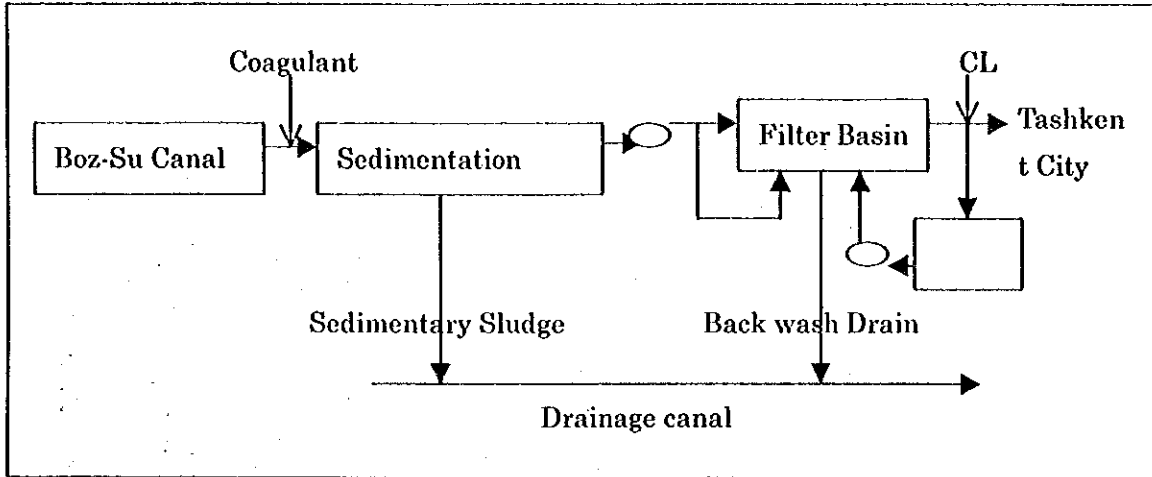 Coagulant
CL
Boz-Su Canal
Sedimentation
Filter Basin
Tashken
t City
Sedimentary Sludge
Back wash Drain
Drainage canal